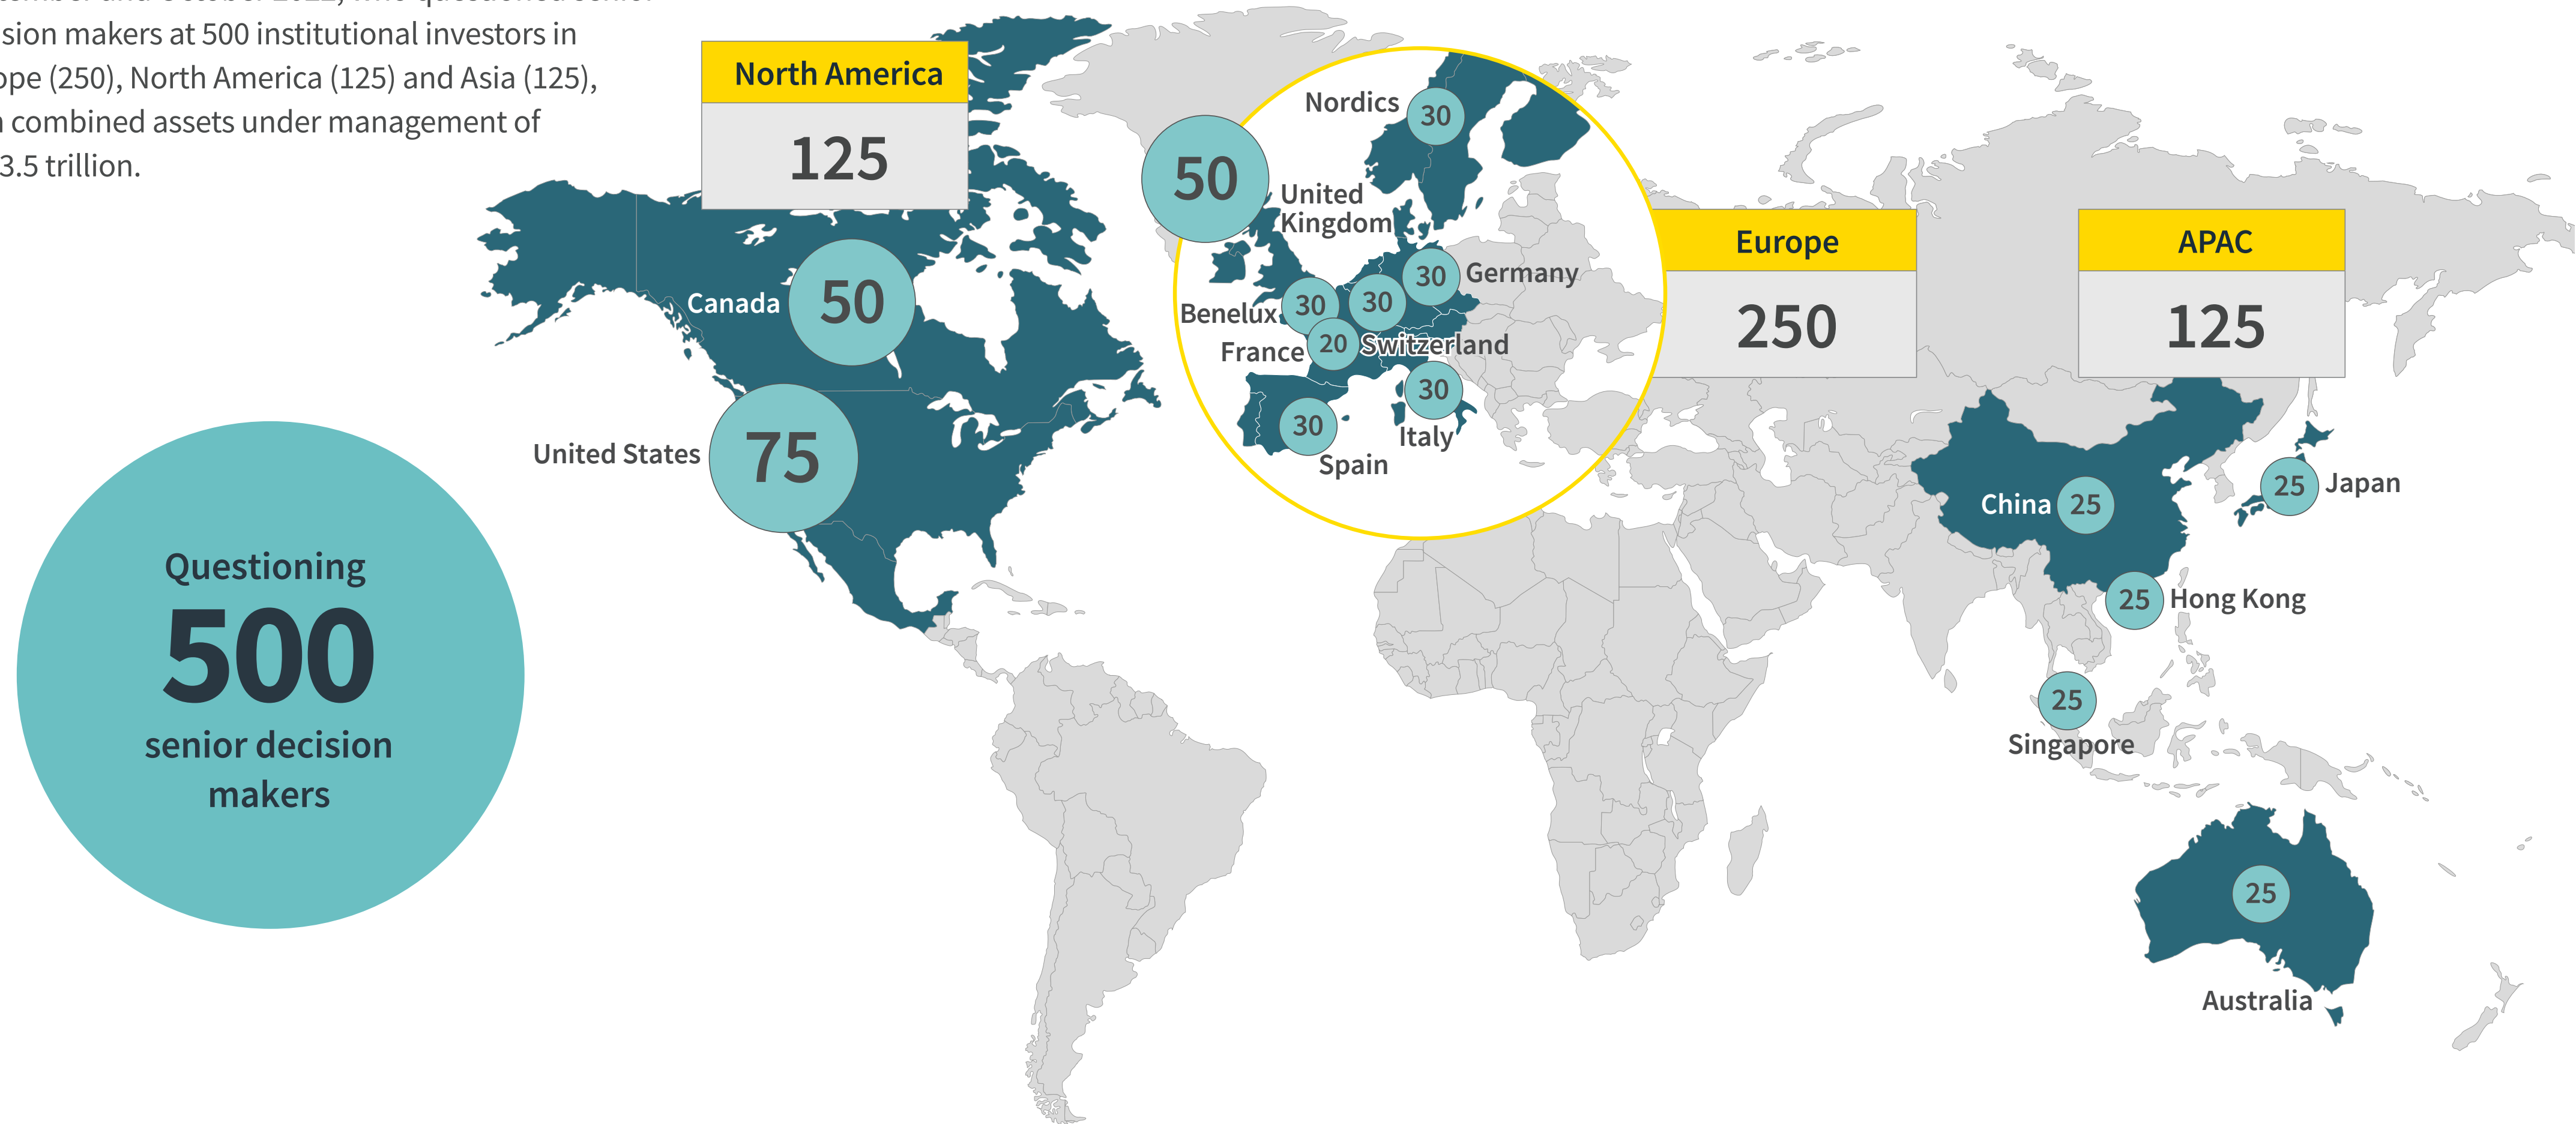 sion makers at 500 institutional investors in
ope (250), North America (125) and Asia (125),
combined assets under management of
3.5 trillion.
North America
125
Nordics
30
50
United
Kingdom
Europe
250
APAC
125
Canada
50
30
Germany
Benelux
30
30
France
20
Switzerland
United States
75
30
Italy
30
Spain
China
25
25
Japan
25
Hong Kong
25
Singapore
25
Australia
Questioning
500
senior decision
makers